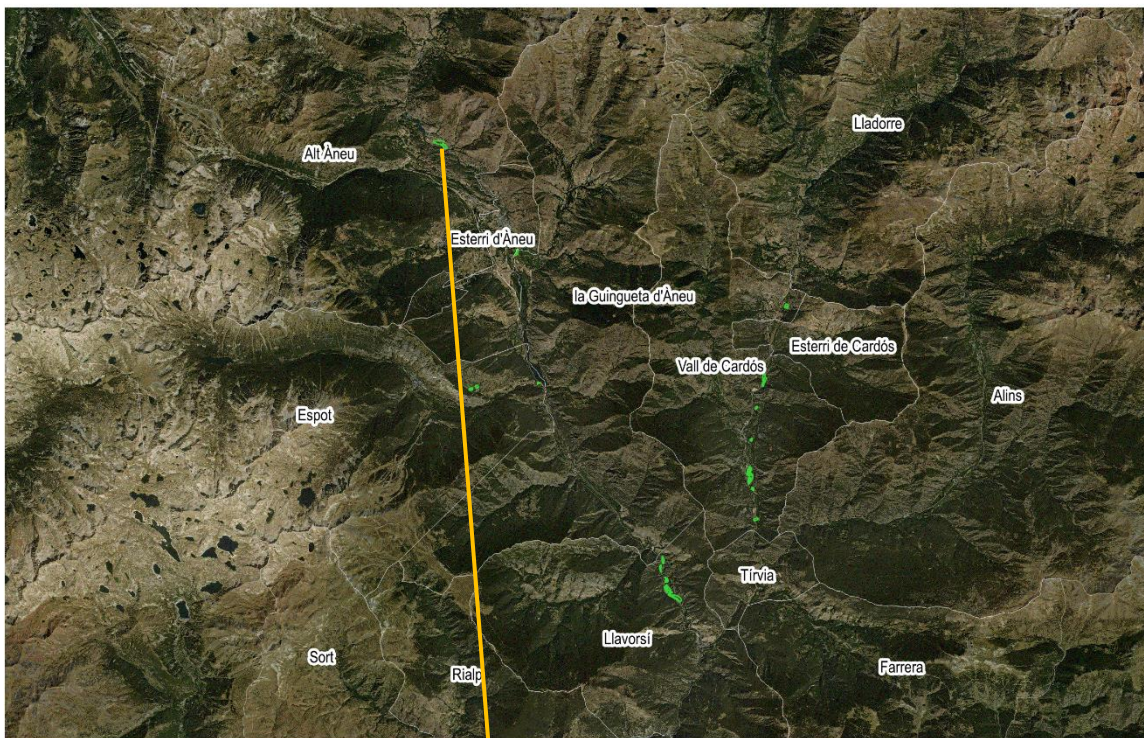 Lladorre
Alt Àneu
Esterri d'Àneu
la Guingueta d'Àneu
Esterri de Cardós
Vall de Cardós
Alins
Espot
Tírvia
Llavorsí
Sort
Rialp
Farrera